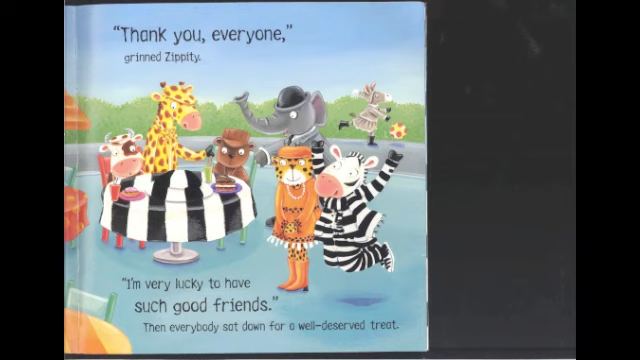 “Thank you, everyone,”
grinned Zippity.
“I'm very lucky to have
such good friends.”
Then everybody sat down for a well-deserved treat.